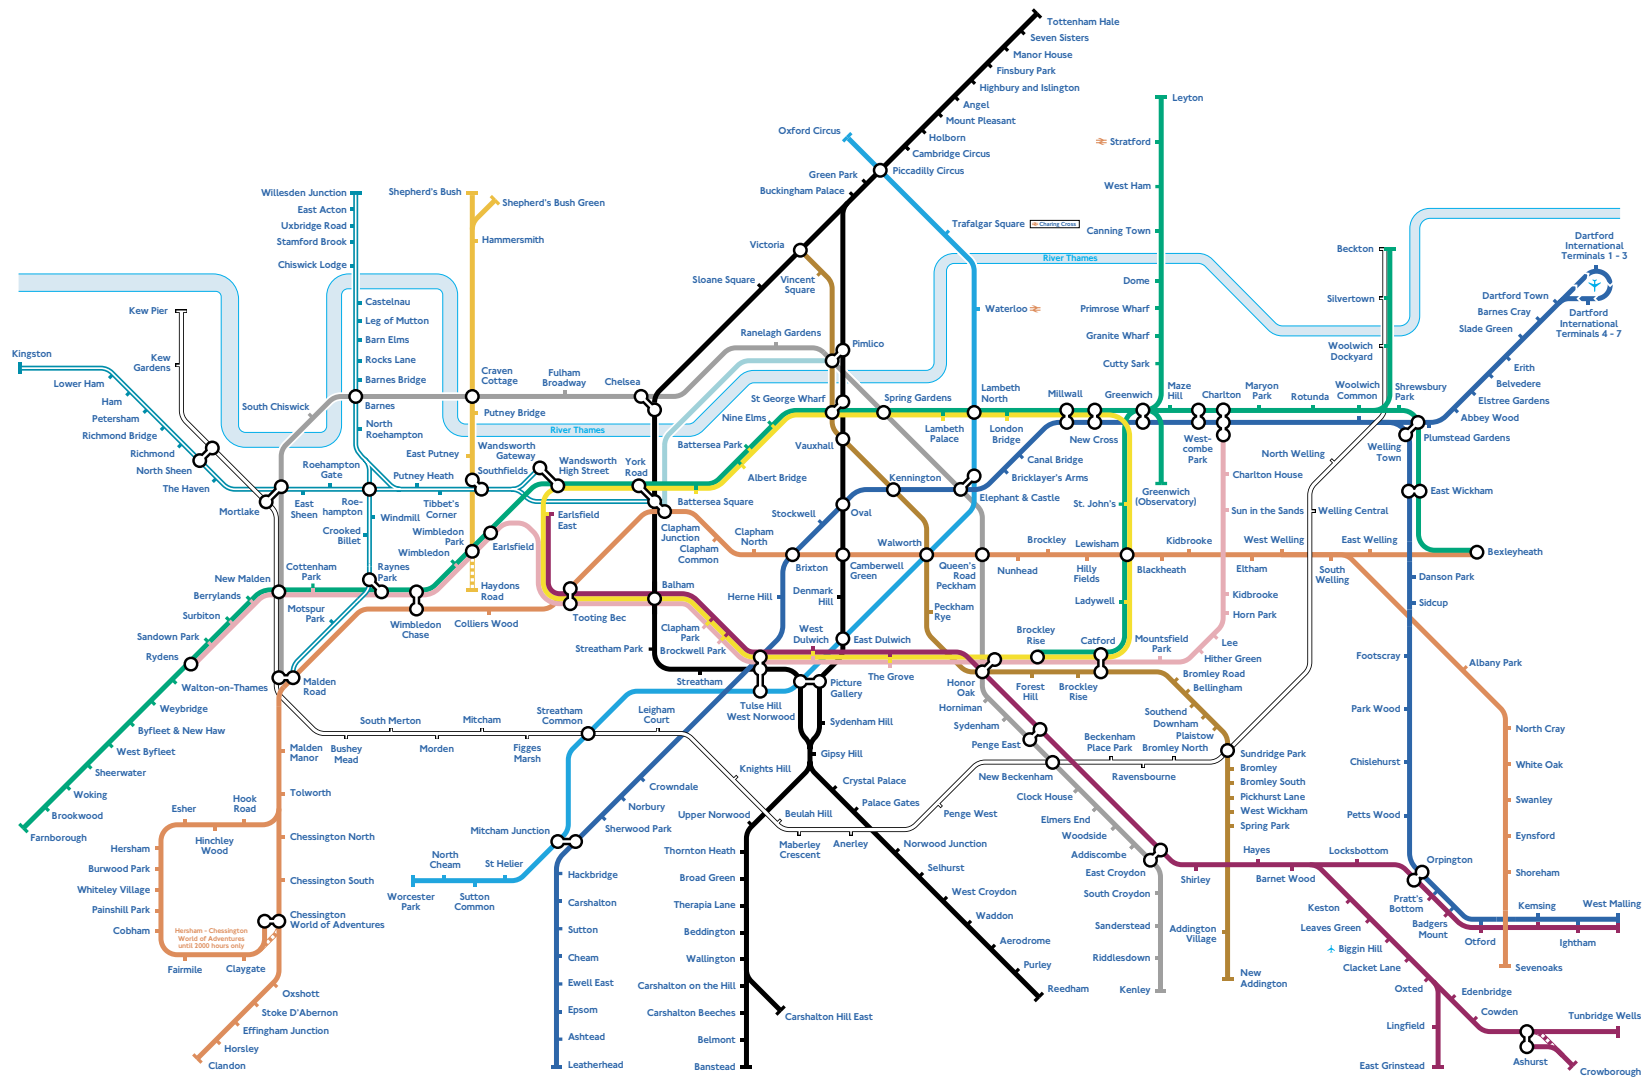 Tottenham Hale
Seven Sisters
Manor House
Finsbury Park
Highbury and Islington
Angel
Mount Pleasant
Holborn
Cambridge Circus
Piccadilly Circus
Oxford Circus
Green Park
Buckingham Palace
Victoria
Sloane Square
Vincent
Square
Trafalgar Square
Charing Cross
River Thames
Waterloo
Leyton
Stratford
West Ham
Canning Town
Dome
Primrose Wharf
Granite Wharf
Cutty Sark
Beckton
Silvertown
Woolwich
Dockyard
Dartford
International
Terminals 1 - 3
Dartford Town
Barnes Cray
Slade Green
Dartford
International
Terminals 4 - 7
Erith
Belvedere
Elstree Gardens
Abbey Wood
Plumstead Gardens
Willesden Junction
East Acton
Uxbridge Road
Stamford Brook
Chiswick Lodge
Castelnau
Leg of Mutton
Barn Elms
Rocks Lane
Barnes Bridge
Barnes
North
Roehampton
Shepherd's Bush
Shepherd's Bush Green
Hammersmith
Craven
Cottage
Putney Bridge
River Thames
East Putney
Kew Pier
Kew
Gardens
Kingston
Lower Ham
Ham
Petersham
Richmond Bridge
Richmond
North Sheen
The Haven
Mortlake
South Chiswick
Fulham
Broadway
Chelsea
Ranelagh Gardens
Pimlico
St George Wharf
Nine Elms
Battersea Park
Albert Bridge
Battersea Square
Vauxhall
Spring Gardens
Lambeth
Palace
Lambeth
North
London
Bridge
Millwall
New Cross
Greenwich
Maze
Hill
Charlton
West-
combe
Park
Maryon
Park
Rotunda
Woolwich
Common
Shrewsbury
Park
Welling
Town
North Welling
East Wickham
Welling Central
Bexleyheath
Greenwich
(Observatory)
Charlton House
Sun in the Sands
Kidbrooke
Horn Park
Lee
Hither Green
Mountsfield
Park
Roehampton
Gate
East
Sheen
Roe-
hampton
Putney Heath
Tibbet's
Corner
Windmill
Crooked
Billet
Southfields
Wandsworth
Gateway
Wandsworth
High Street
York
Road
Wimbledon
Park
Wimbledon
Earlsfield
Earlsfield
East
Haydons
Road
Clapham
Junction
Clapham
Common
Clapham
North
Stockwell
Kennington
Oval
Elephant & Castle
Canal Bridge
Bricklayer's Arms
St. John's
Brixton
Camberwell
Green
Walworth
Queen's
Road
Peckham
Nunhead
Brockley
Hilly
Fields
Lewisham
Blackheath
Kidbrooke
Eltham
West Welling
South
Welling
East Welling
Ladywell
Danson Park
Sidcup
Footscray
Park Wood
Chislehurst
Petts Wood
Orpington
Albany Park
North Cray
White Oak
Swanley
Eynsford
Shoreham
Sevenoaks
New Malden
Berrylands
Surbiton
Sandown Park
Rydens
Walton-on-Thames
Weybridge
Byfleet & New Haw
West Byfleet
Sheerwater
Woking
Brookwood
Farnborough
Cottenham
Park
Raynes
Park
Motspur
Park
Wimbledon
Chase
Colliers Wood
Tooting Bec
Balham
Clapham
Park
Brockwell Park
Streatham Park
Streatham
Herne Hill
Denmark
Hill
West
Dulwich
East Dulwich
Peckham
Rye
Tulse Hill
West Norwood
Picture
Gallery
The Grove
Honor
Oak
Brockley
Rise
Forest
Hill
Brockley
Rise
Catford
Bromley Road
Bellingham
Southend
Downham
Plaistow
Sundridge Park
Bromley
Bromley South
Pickhurst Lane
West Wickham
Spring Park
Addington
Village
New
Addington
Malden
Road
South Merton
Bushey
Mead
Morden
Mitcham
Figges
Marsh
Streatham
Common
Leigham
Court
Sydenham Hill
Gipsy Hill
Knights Hill
Upper Norwood
Crystal Palace
Palace Gates
Beulah Hill
Maberley
Crescent
Anerley
Penge West
New Beckenham
Beckenham
Place Park
Ravensbourne
Bromley North
Horniman
Sydenham
Penge East
Clock House
Elmers End
Woodside
Addiscombe
East Croydon
South Croydon
Sanderstead
Riddlesdown
Kenley
Malden
Manor
Tolworth
Chessington North
Chessington South
Chessington
World of Adventures
Hook
Road
Esher
Hinchley
Wood
Hersham
Burwood Park
Whiteley Village
Painshill Park
Cobham
Hersham - Chessington
World of Adventures
until 2000 hours only
Fairmile
Claygate
Oxshott
Stoke D'Abernon
Effingham Junction
Horsley
Clandon
Crowndale
Norbury
Sherwood Park
Mitcham Junction
St Helier
North
Cheam
Sutton
Common
Worcester
Park
Hackbridge
Carshalton
Sutton
Cheam
Ewell East
Epsom
Ashtead
Leatherhead
Thornton Heath
Broad Green
Therapia Lane
Beddington
Wallington
Carshalton on the Hill
Carshalton Beeches
Belmont
Banstead
Carshalton Hill East
Norwood Junction
Selhurst
West Croydon
Waddon
Aerodrome
Purley
Reedham
Shirley
Hayes
Barnet Wood
Locksbottom
Pratt's
Bottom
Badgers
Mount
Otford
Kemsing
Ightham
West Malling
Keston
Leaves Green
Biggin Hill
Clacket Lane
Oxted
Lingfield
East Grinstead
Edenbridge
Cowden
Ashurst
Tunbridge Wells
Crowborough